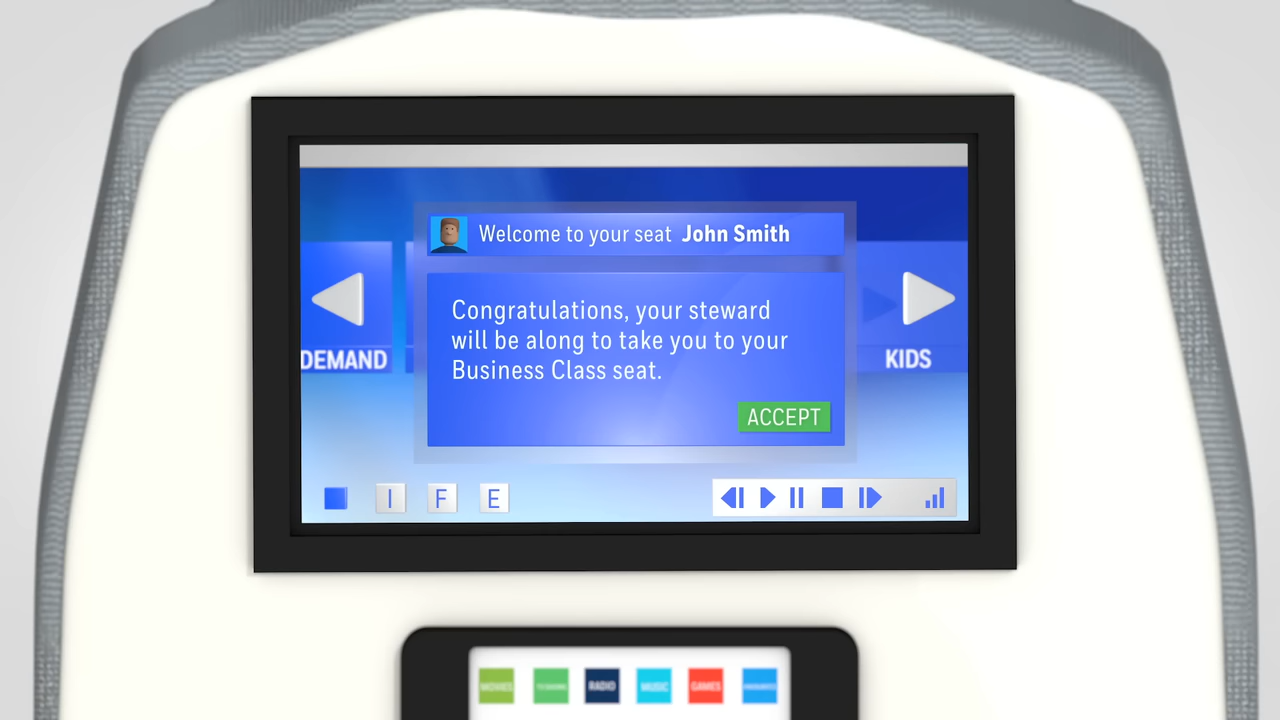 Welcome to your seat John Smith
Congratulations, your steward
will be along to take you to your
Business Class seat.
ACCEPT
DEMAND
KIDS
I F E
MOVIES
RADIO
MUSIC
GAMES